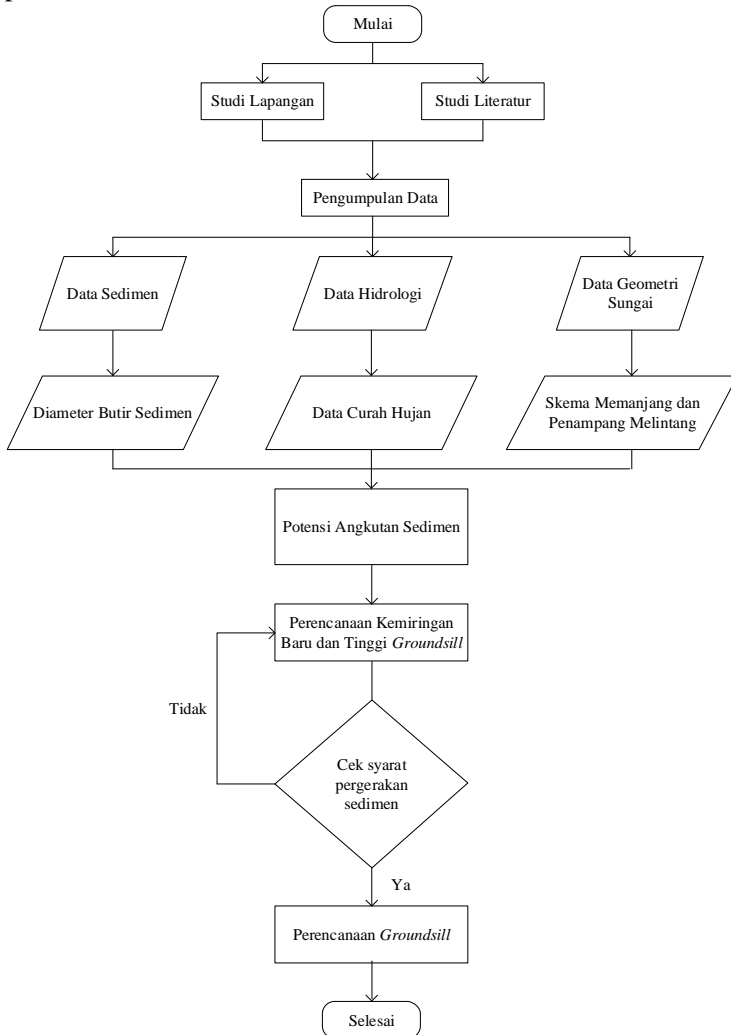 Mulai
Studi Lapangan
Studi Literatur
Pengumpulan Data
Data Sedimen
Data Hidrologi
Data Geometri
Sungai
Diameter Butir Sedimen
Data Curah Hujan
Skema Memanjang dan
Penampang Melintang
Potensi Angkutan Sedimen
Perencanaan Kemiringan
Baru dan Tinggi Groundsill
Tidak
Cek syarat
pergerakan
sedimen
Ya
Perencanaan Groundsill
Selesai